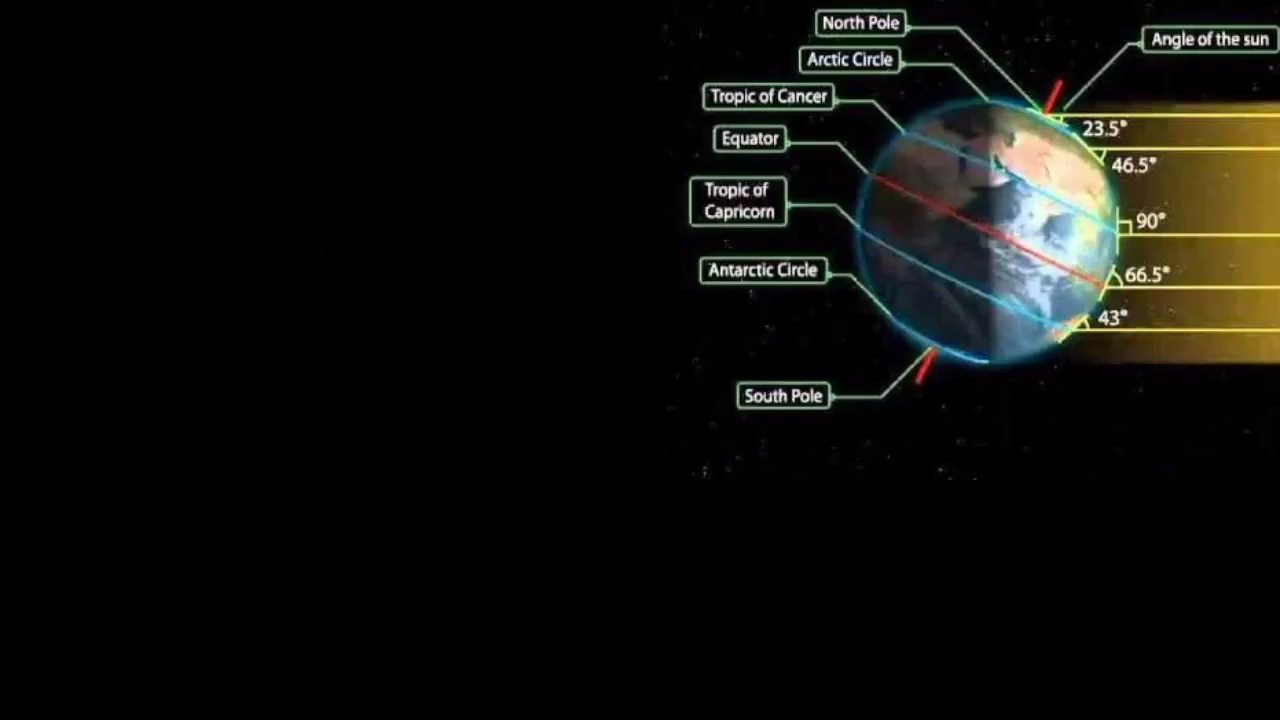 North Pole
Angle of the sun
Arctic Circle
Tropic of Cancer
23.5°
Equator
46.5°
Tropic of
Capricorn
90°
Antarctic Circle
66.5°
43°
South Pole